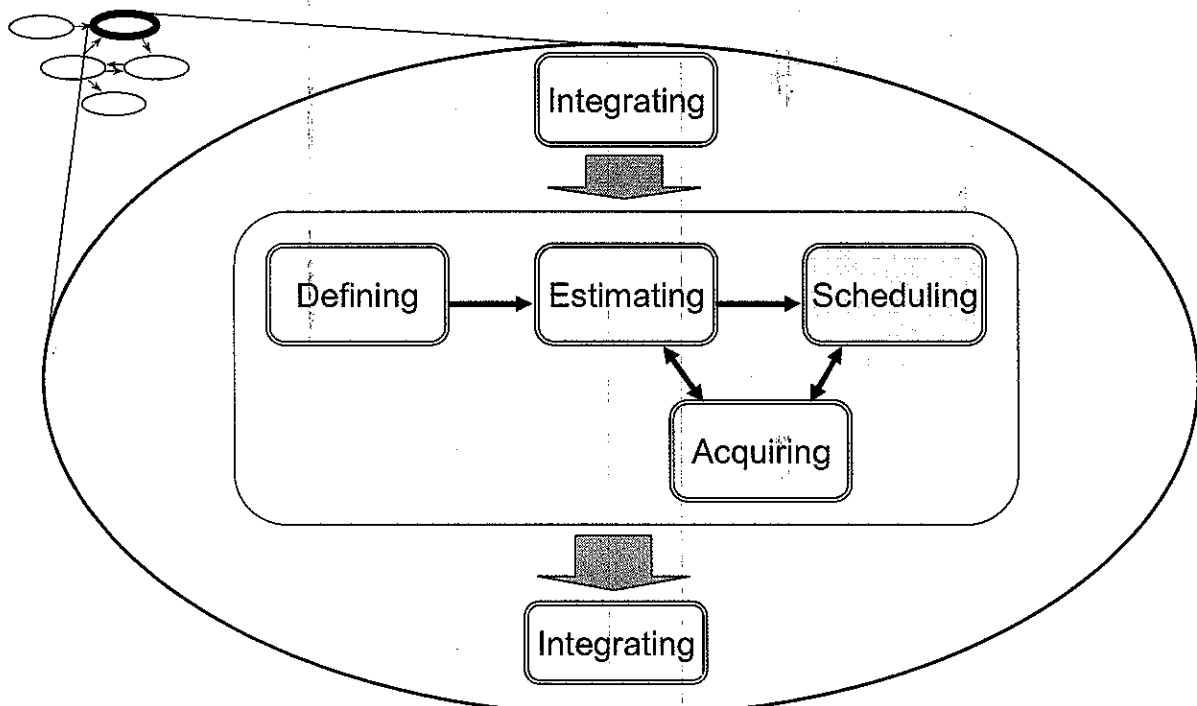 Integrating
Defining
Estimating
Scheduling
Acquiring
Integrating